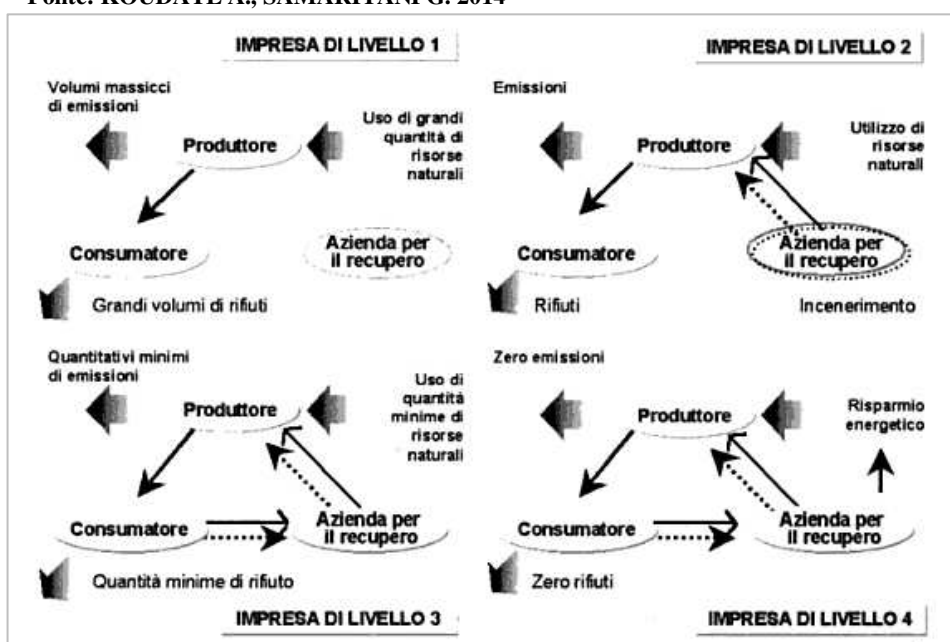 Fonte: KOUDATE A., SAMARITANI G. 2014
IMPRESA DI LIVELLO 1
Volumi massicci
di emissioni
Produttore
Uso di grandi
quantità di
risorse
naturali
Consumatore
Azienda per
il recupero
Grandi volumi di rifiuti
IMPRESA DI LIVELLO 2
Emissioni
Produttore
Utilizzo di
risorse
naturali
Consumatore
Azienda per
il recupero
Rifiuti
Incenerimento
Quantitativi minimi
di emissioni
Produttore
Uso di
quantità
minime di
risorse
naturali
Consumatore
Azienda per
il recupero
Quantità minime di rifiuto
IMPRESA DI LIVELLO 3
Zero emissioni
Produttore
Risparmio
energetico
Consumatore
Azienda per
il recupero
Zero rifiuti
IMPRESA DI LIVELLO 4